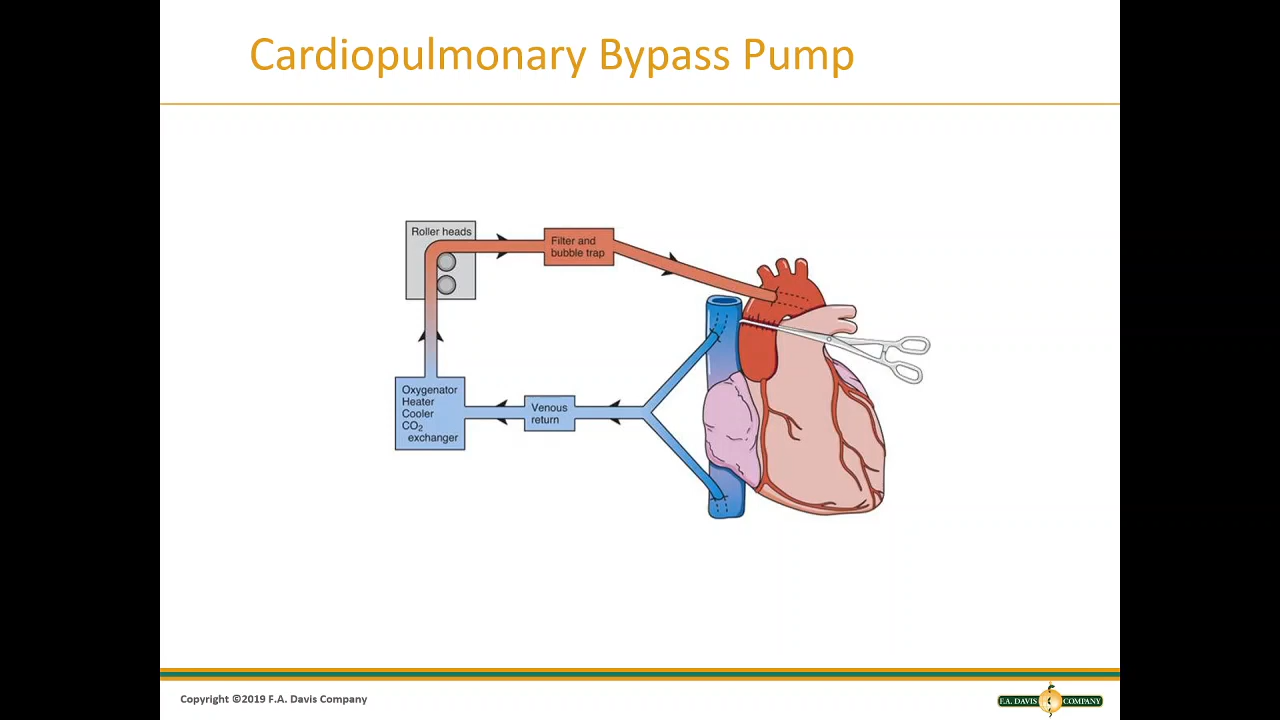 Cardiopulmonary Bypass Pump
Roller heads
Filter and
bubble trap
Oxygenator
Heater
Cooler
CO₂
exchanger
Venous
return
Copyright ©2019 F.A. Davis Company
F.A. DAVIS COMPANY